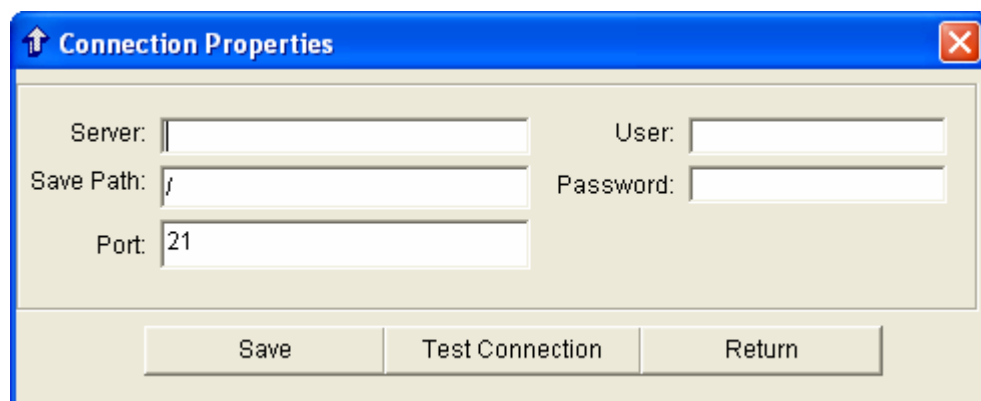 Connection Properties
Server:
User:
Save Path: /
Password:
Port: 21
Save
Test Connection
Return